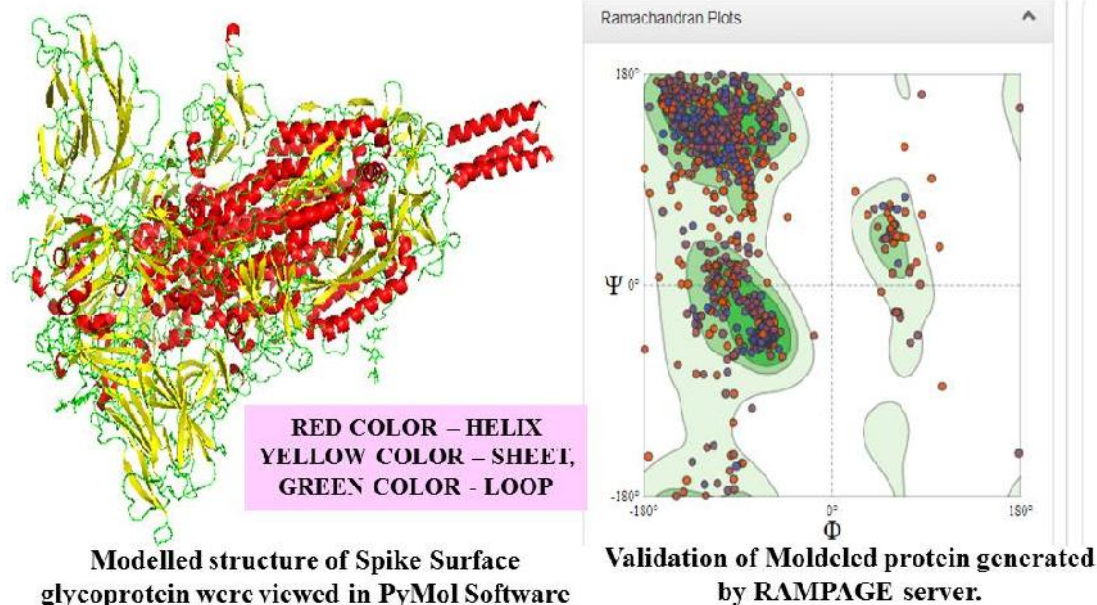 Ramachandran Plots
180°
Ψ 0°
-180°
-180°
0°
180°
Φ
RED COLOR – HELIX
YELLOW COLOR – SHEET,
GREEN COLOR - LOOP
Modelled structure of Spike Surface
glycoprotein were viewed in PyMol Software
Validation of Moldeled protein generated
by RAMPAGE server.